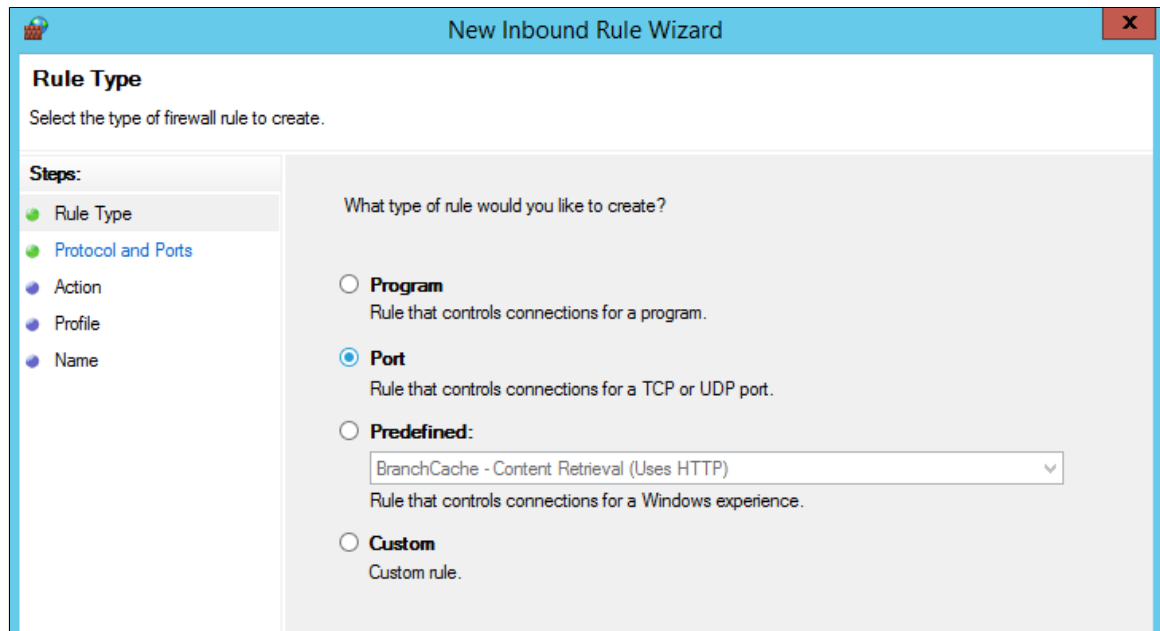 New Inbound Rule Wizard
x
Rule Type
Select the type of firewall rule to create.
Steps:
Rule Type
Protocol and Ports
Action
Profile
Name
What type of rule would you like to create?
Program
Rule that controls connections for a program.
Port
Rule that controls connections for a TCP or UDP port.
Predefined:
BranchCache - Content Retrieval (Uses HTTP)
Rule that controls connections for a Windows experience.
Custom
Custom rule.